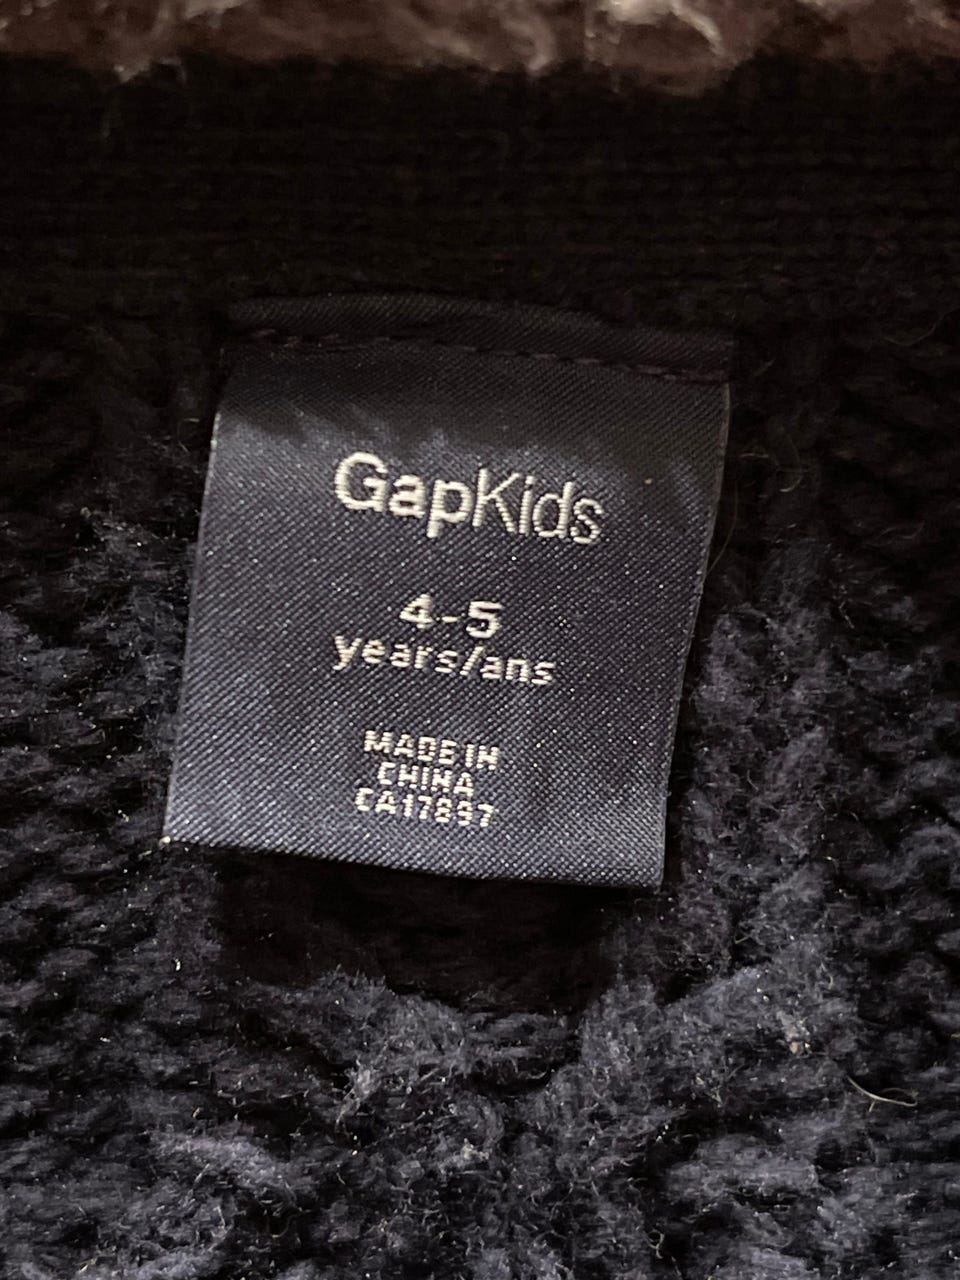 GapKids
4-5
years/ans
MADE IN
CHINA
CA17897